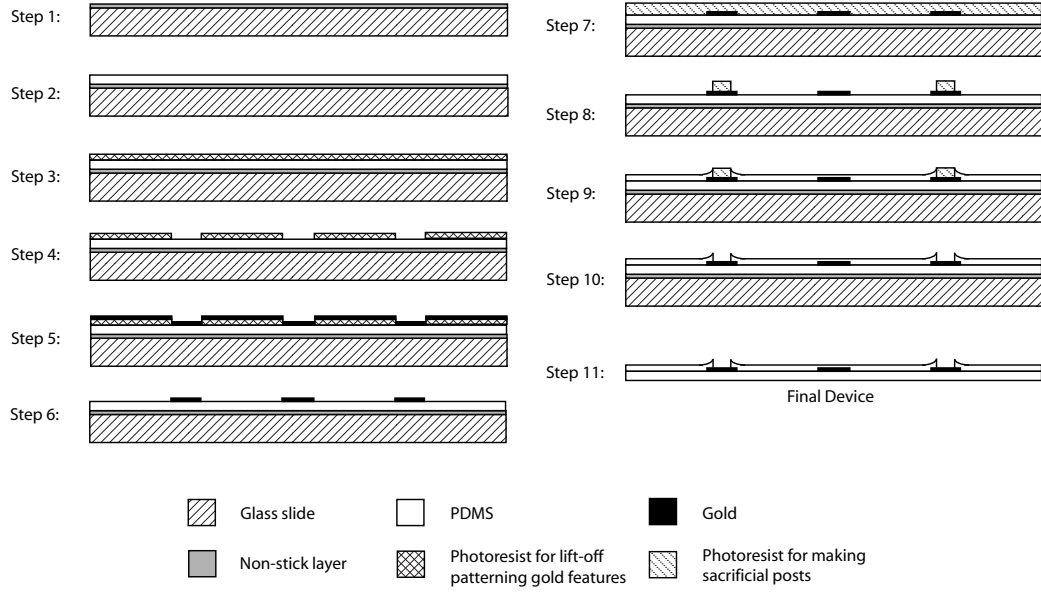 Step 1:
Step 2:
Step 3:
Step 4:
Step 5:
Step 6:
Step 7:
Step 8:
Step 9:
Step 10:
Step 11:
Final Device
Glass slide
PDMS
Gold
Non-stick layer
Photoresist for lift-off
patterning gold features
Photoresist for making
sacrificial posts